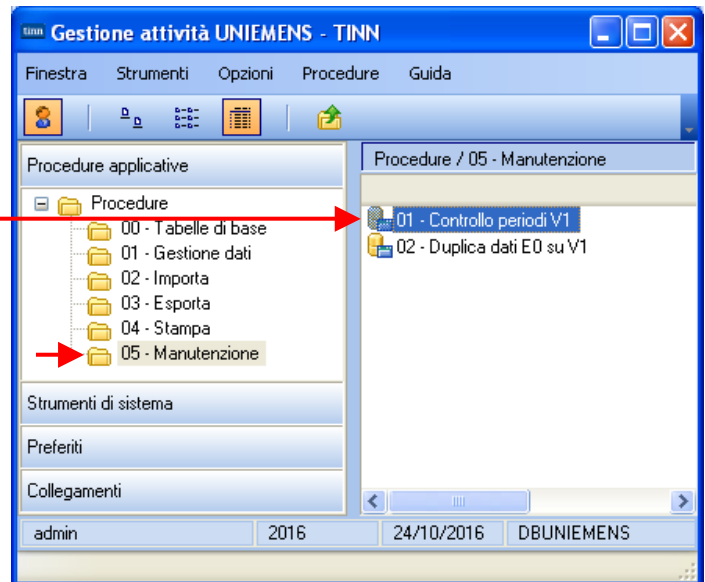 tinn Gestione attività UNIEMENS - TINN
Finestra Strumenti Opzioni Procedure Guida
Procedure applicative
Procedure
00 - Tabelle di base
01 - Gestione dati
02 - Importa
03 - Esporta
04 - Stampa
05 - Manutenzione
Strumenti di sistema
Preferiti
Collegamenti
Procedure / 05 - Manutenzione
01 - Controllo periodi V1
02 - Duplica dati E0 su V1
admin 2016 24/10/2016 DBUNIEMENS